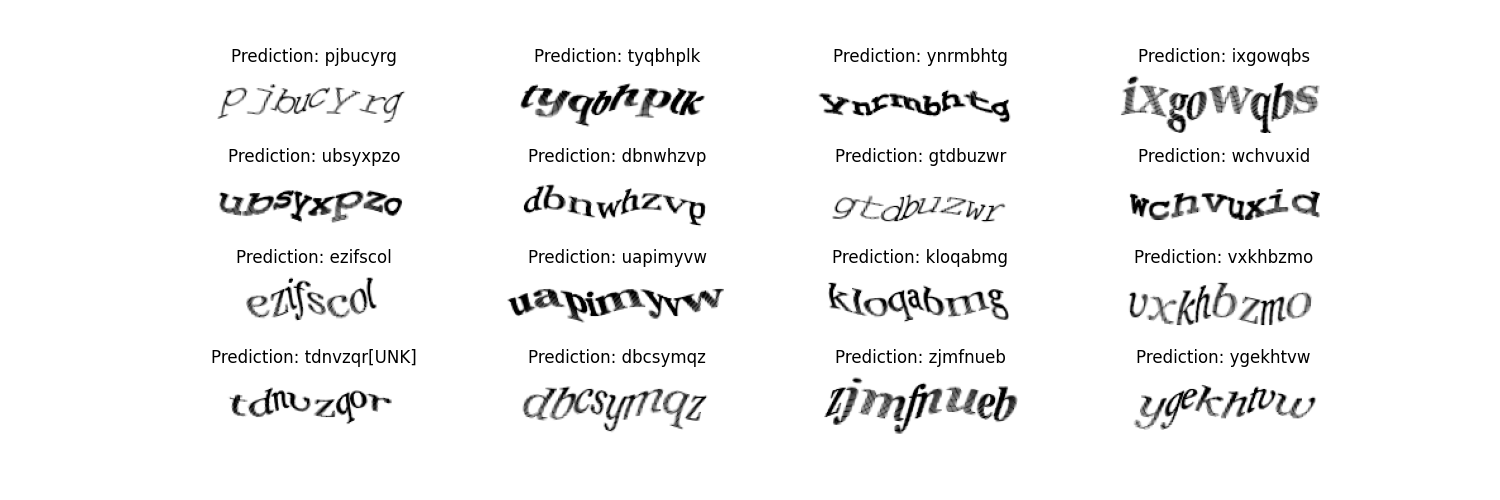 Prediction: pjbucyrg Prediction: tyqbhplk Prediction: ynrmbhtg Prediction: ixgowqbs
pjbucyrg tyqbhplk ynrmbhtg ixgowqbs
Prediction: ubsyxpzo Prediction: dbnwhzvp Prediction: gtdbuzwr Prediction: wchvuxid
ubsyxpzo dbnwhzvp gtdbuzwr wchvuxid
Prediction: ezifscol Prediction: uapimyvw Prediction: kloqabmg Prediction: vxkhbzmo
ezifscol uapimyvw kloqabmg vxkhbzmo
Prediction: tdnvzqr[UNK] Prediction: dbcsymqz Prediction: zjmfnueb Prediction: ygekhtvw
tdnvzqor dbcsymqz zjmfnueb ygekhtvw